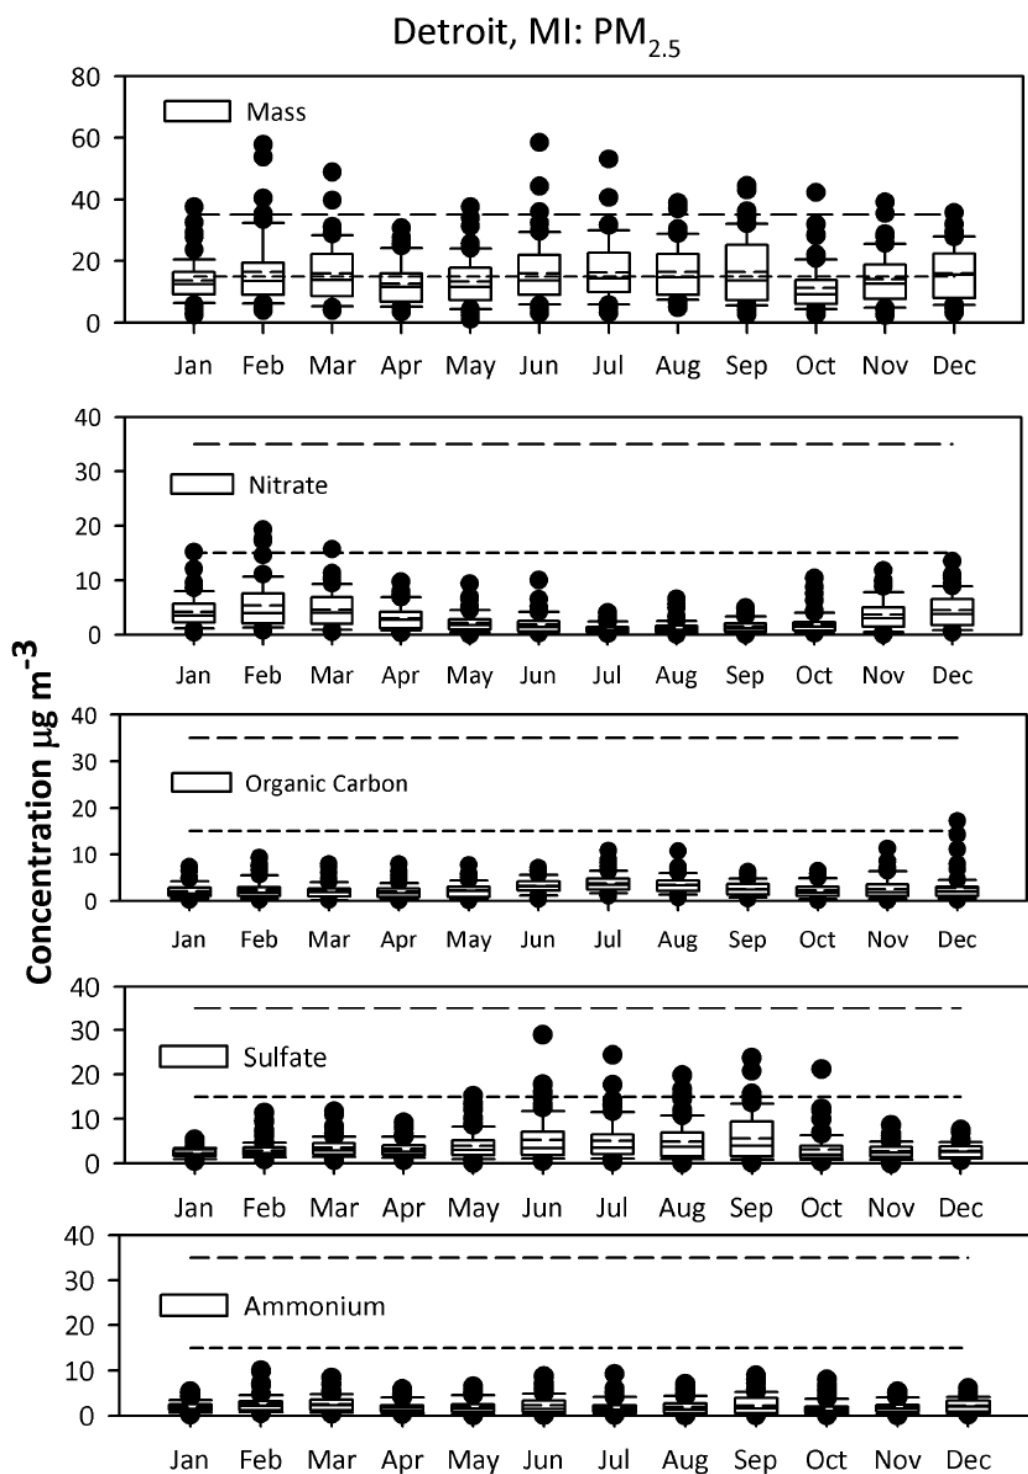 Detroit, MI: PM2.5
Concentration µg m-3
80
Mass
60
40
20
0
Jan Feb Mar Apr May Jun Jul Aug Sep Oct Nov Dec
40
30
Nitrate
20
10
0
Jan Feb Mar Apr May Jun Jul Aug Sep Oct Nov Dec
40
30
Organic Carbon
20
10
0
Jan Feb Mar Apr May Jun Jul Aug Sep Oct Nov Dec
40
30
Sulfate
20
10
0
Jan Feb Mar Apr May Jun Jul Aug Sep Oct Nov Dec
40
30
Ammonium
20
10
0
Jan Feb Mar Apr May Jun Jul Aug Sep Oct Nov Dec